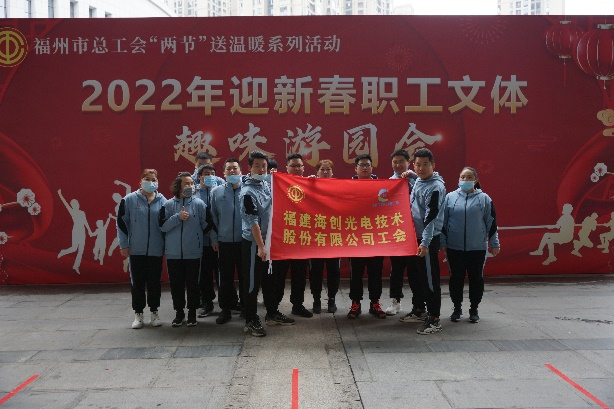 福州市总工会“两节”送温暖系列活动
2022年迎新春职工文体
趣味游园会
福建海创光电技术
股份有限公司工会